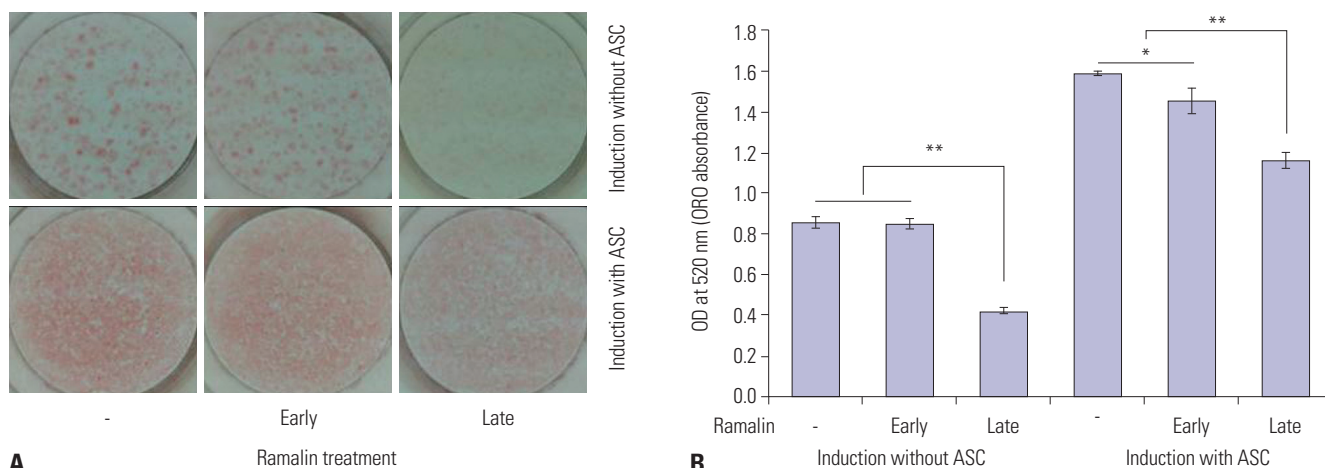 Induction without ASC
Induction with ASC
- Early Late
Ramalin treatment
A
OD at 520 nm (ORO absorbance)
1.8
1.6
1.4
1.2
1.0
0.8
0.6
0.4
0.2
0.0
**
*
**
Ramalin - Early Late - Early Late
Induction without ASC Induction with ASC
B